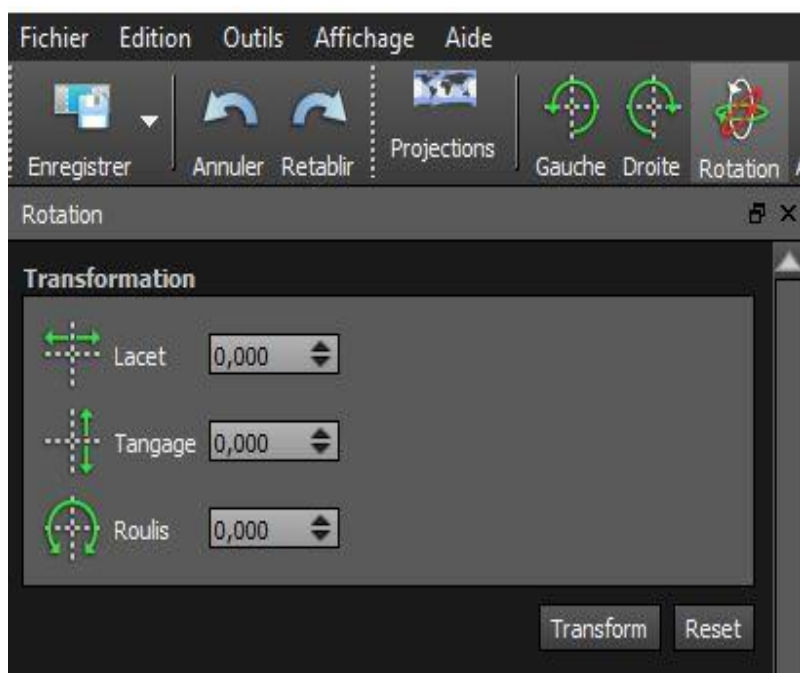 Fichier Edition Outils Affichage Aide
Enregistrer Annuler Retablir Projections Gauche Droite Rotation
Rotation
Transformation
Lacet 0,000
Tangage 0,000
Roulis 0,000
Transform Reset